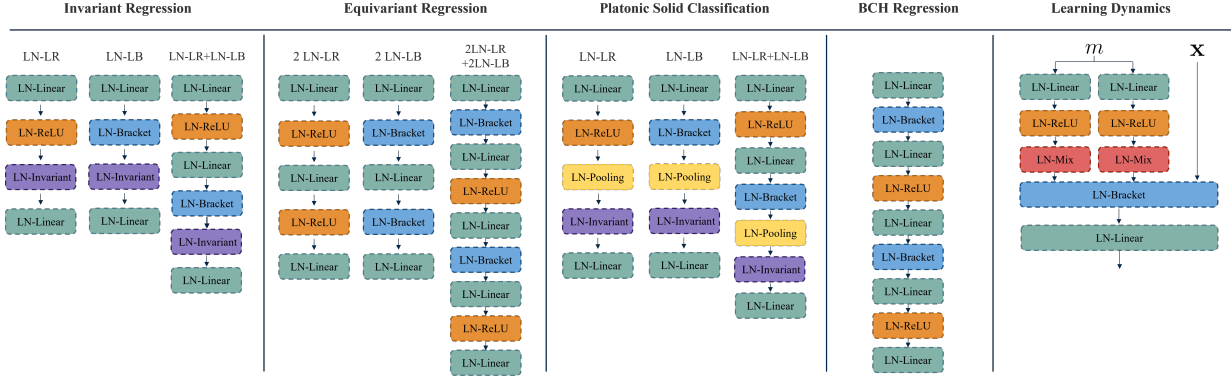 Invariant Regression
LN-LR
LN-Linear
LN-ReLU
LN-Invariant
LN-Linear
LN-LB
LN-Linear
LN-Bracket
LN-Invariant
LN-Linear
LN-LR+LN-LB
LN-Linear
LN-ReLU
LN-Linear
LN-Bracket
LN-Invariant
LN-Linear
Equivariant Regression
2 LN-LR
LN-Linear
LN-ReLU
LN-Linear
LN-ReLU
LN-Linear
2 LN-LB
LN-Linear
LN-Bracket
LN-Linear
LN-Bracket
LN-Linear
2LN-LR
+2LN-LB
LN-Linear
LN-Bracket
LN-Linear
LN-ReLU
LN-Linear
LN-Bracket
LN-Linear
LN-ReLU
LN-Linear
Platonic Solid Classification
LN-LR
LN-Linear
LN-ReLU
LN-Pooling
LN-Invariant
LN-Linear
LN-LB
LN-Linear
LN-Bracket
LN-Pooling
LN-Invariant
LN-Linear
LN-LR+LN-LB
LN-Linear
LN-ReLU
LN-Linear
LN-Bracket
LN-Pooling
LN-Invariant
LN-Linear
BCH Regression
LN-Linear
LN-Bracket
LN-Linear
LN-ReLU
LN-Linear
LN-Bracket
LN-Linear
LN-ReLU
LN-Linear
Learning Dynamics
m x
LN-Linear LN-Linear
LN-ReLU LN-ReLU
LN-Mix LN-Mix
LN-Bracket
LN-Linear